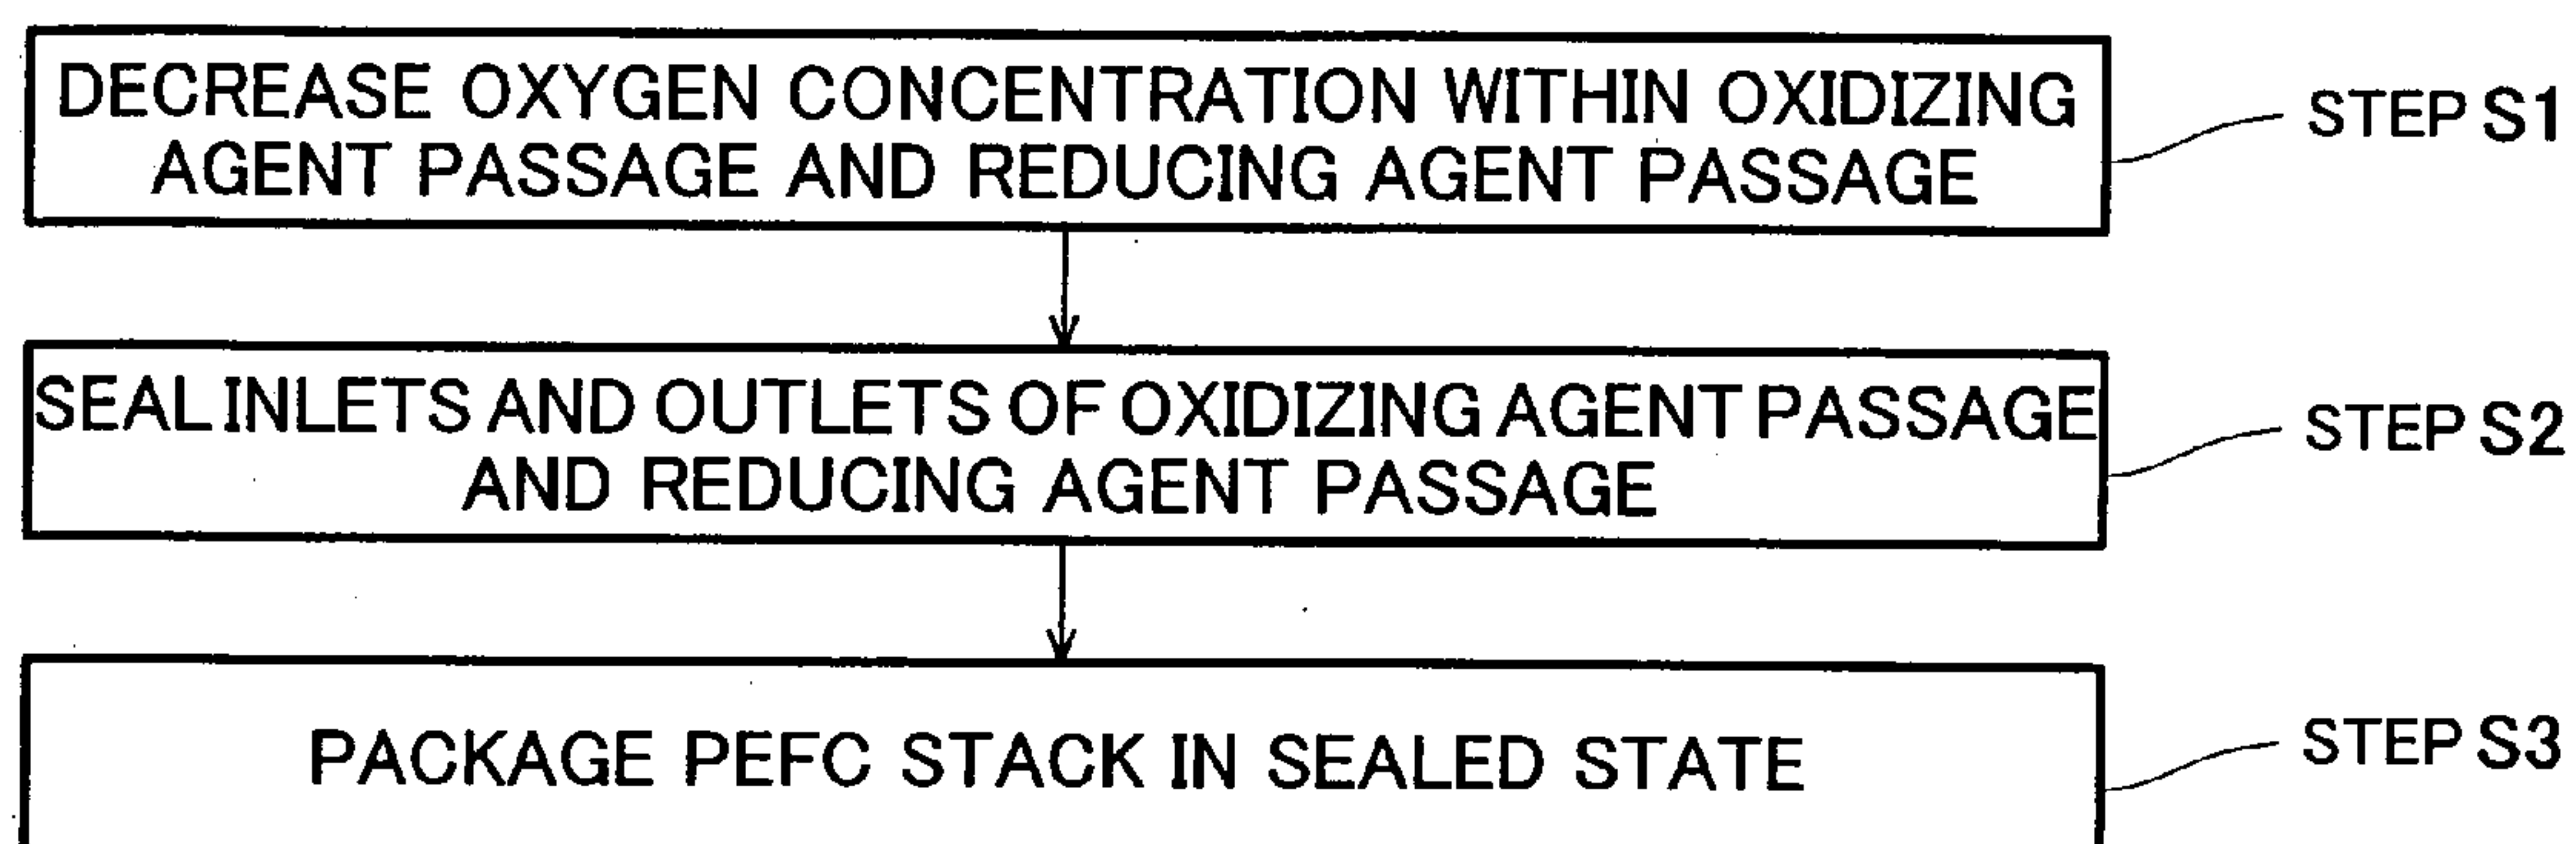 DECREASE OXYGEN CONCENTRATION WITHIN OXIDIZING
AGENT PASSAGE AND REDUCING AGENT PASSAGE
STEP S1
SEAL INLETS AND OUTLETS OF OXIDIZING AGENT PASSAGE
AND REDUCING AGENT PASSAGE
STEP S2
PACKAGE PEFC STACK IN SEALED STATE
STEP S3